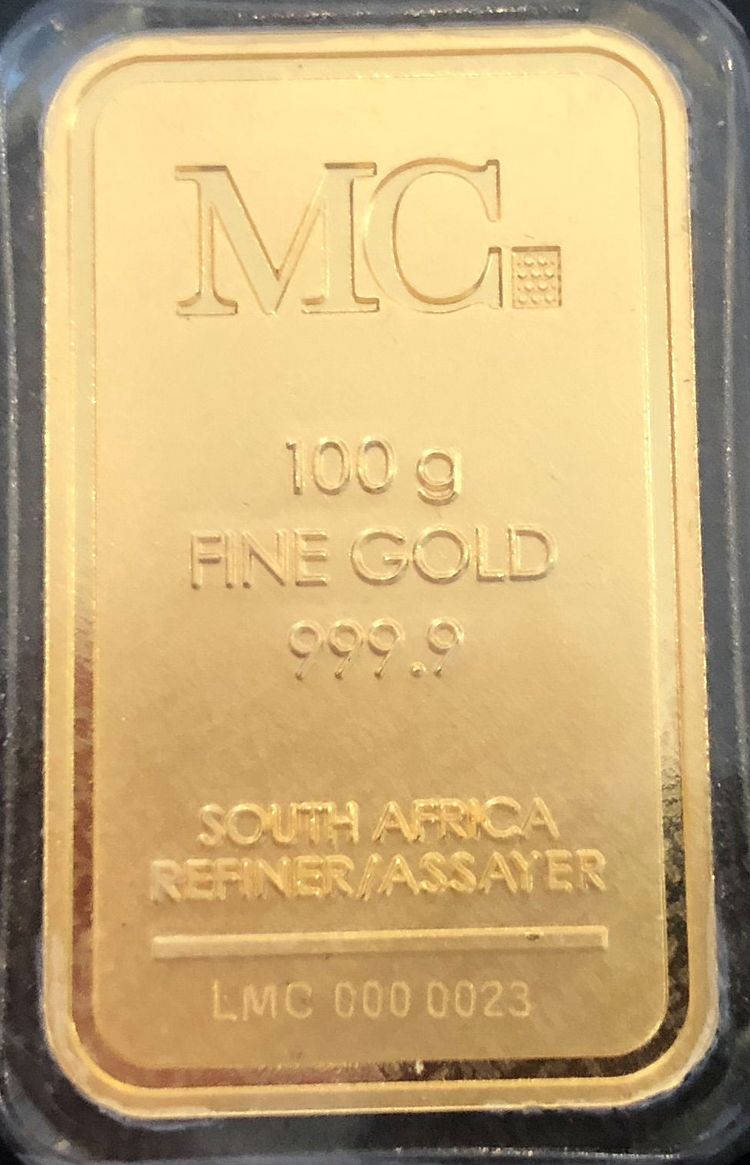 MC
100 g
FINE GOLD
999.9
SOUTH AFRICA
REFINER/ASSAYER
LMC 000 0023